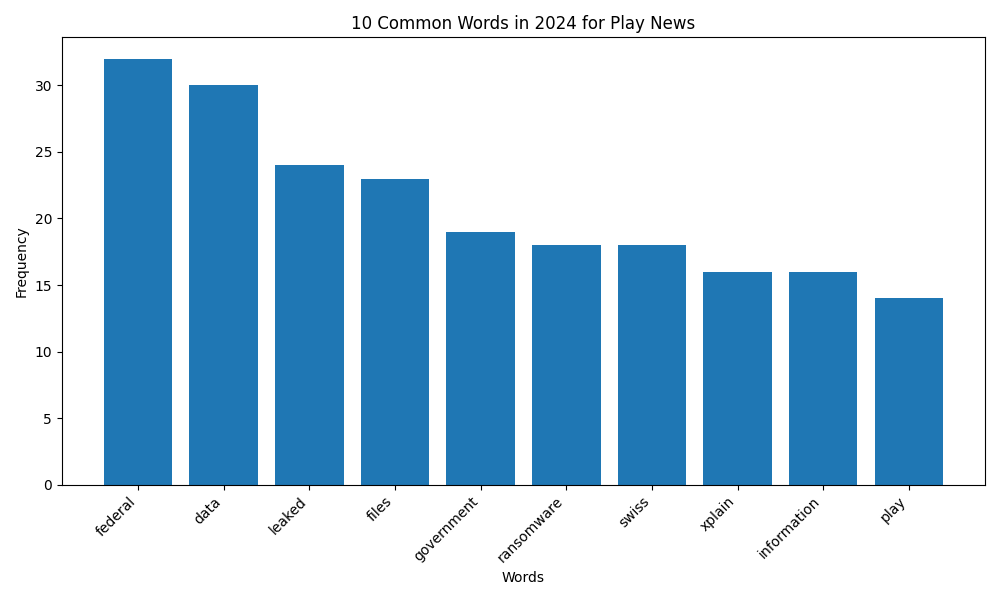 10 Common Words in 2024 for Play News
Frequency
30
25
20
15
10
5
0
federal
data
leaked
files
government
ransomware
swiss
xplain
information
play
Words